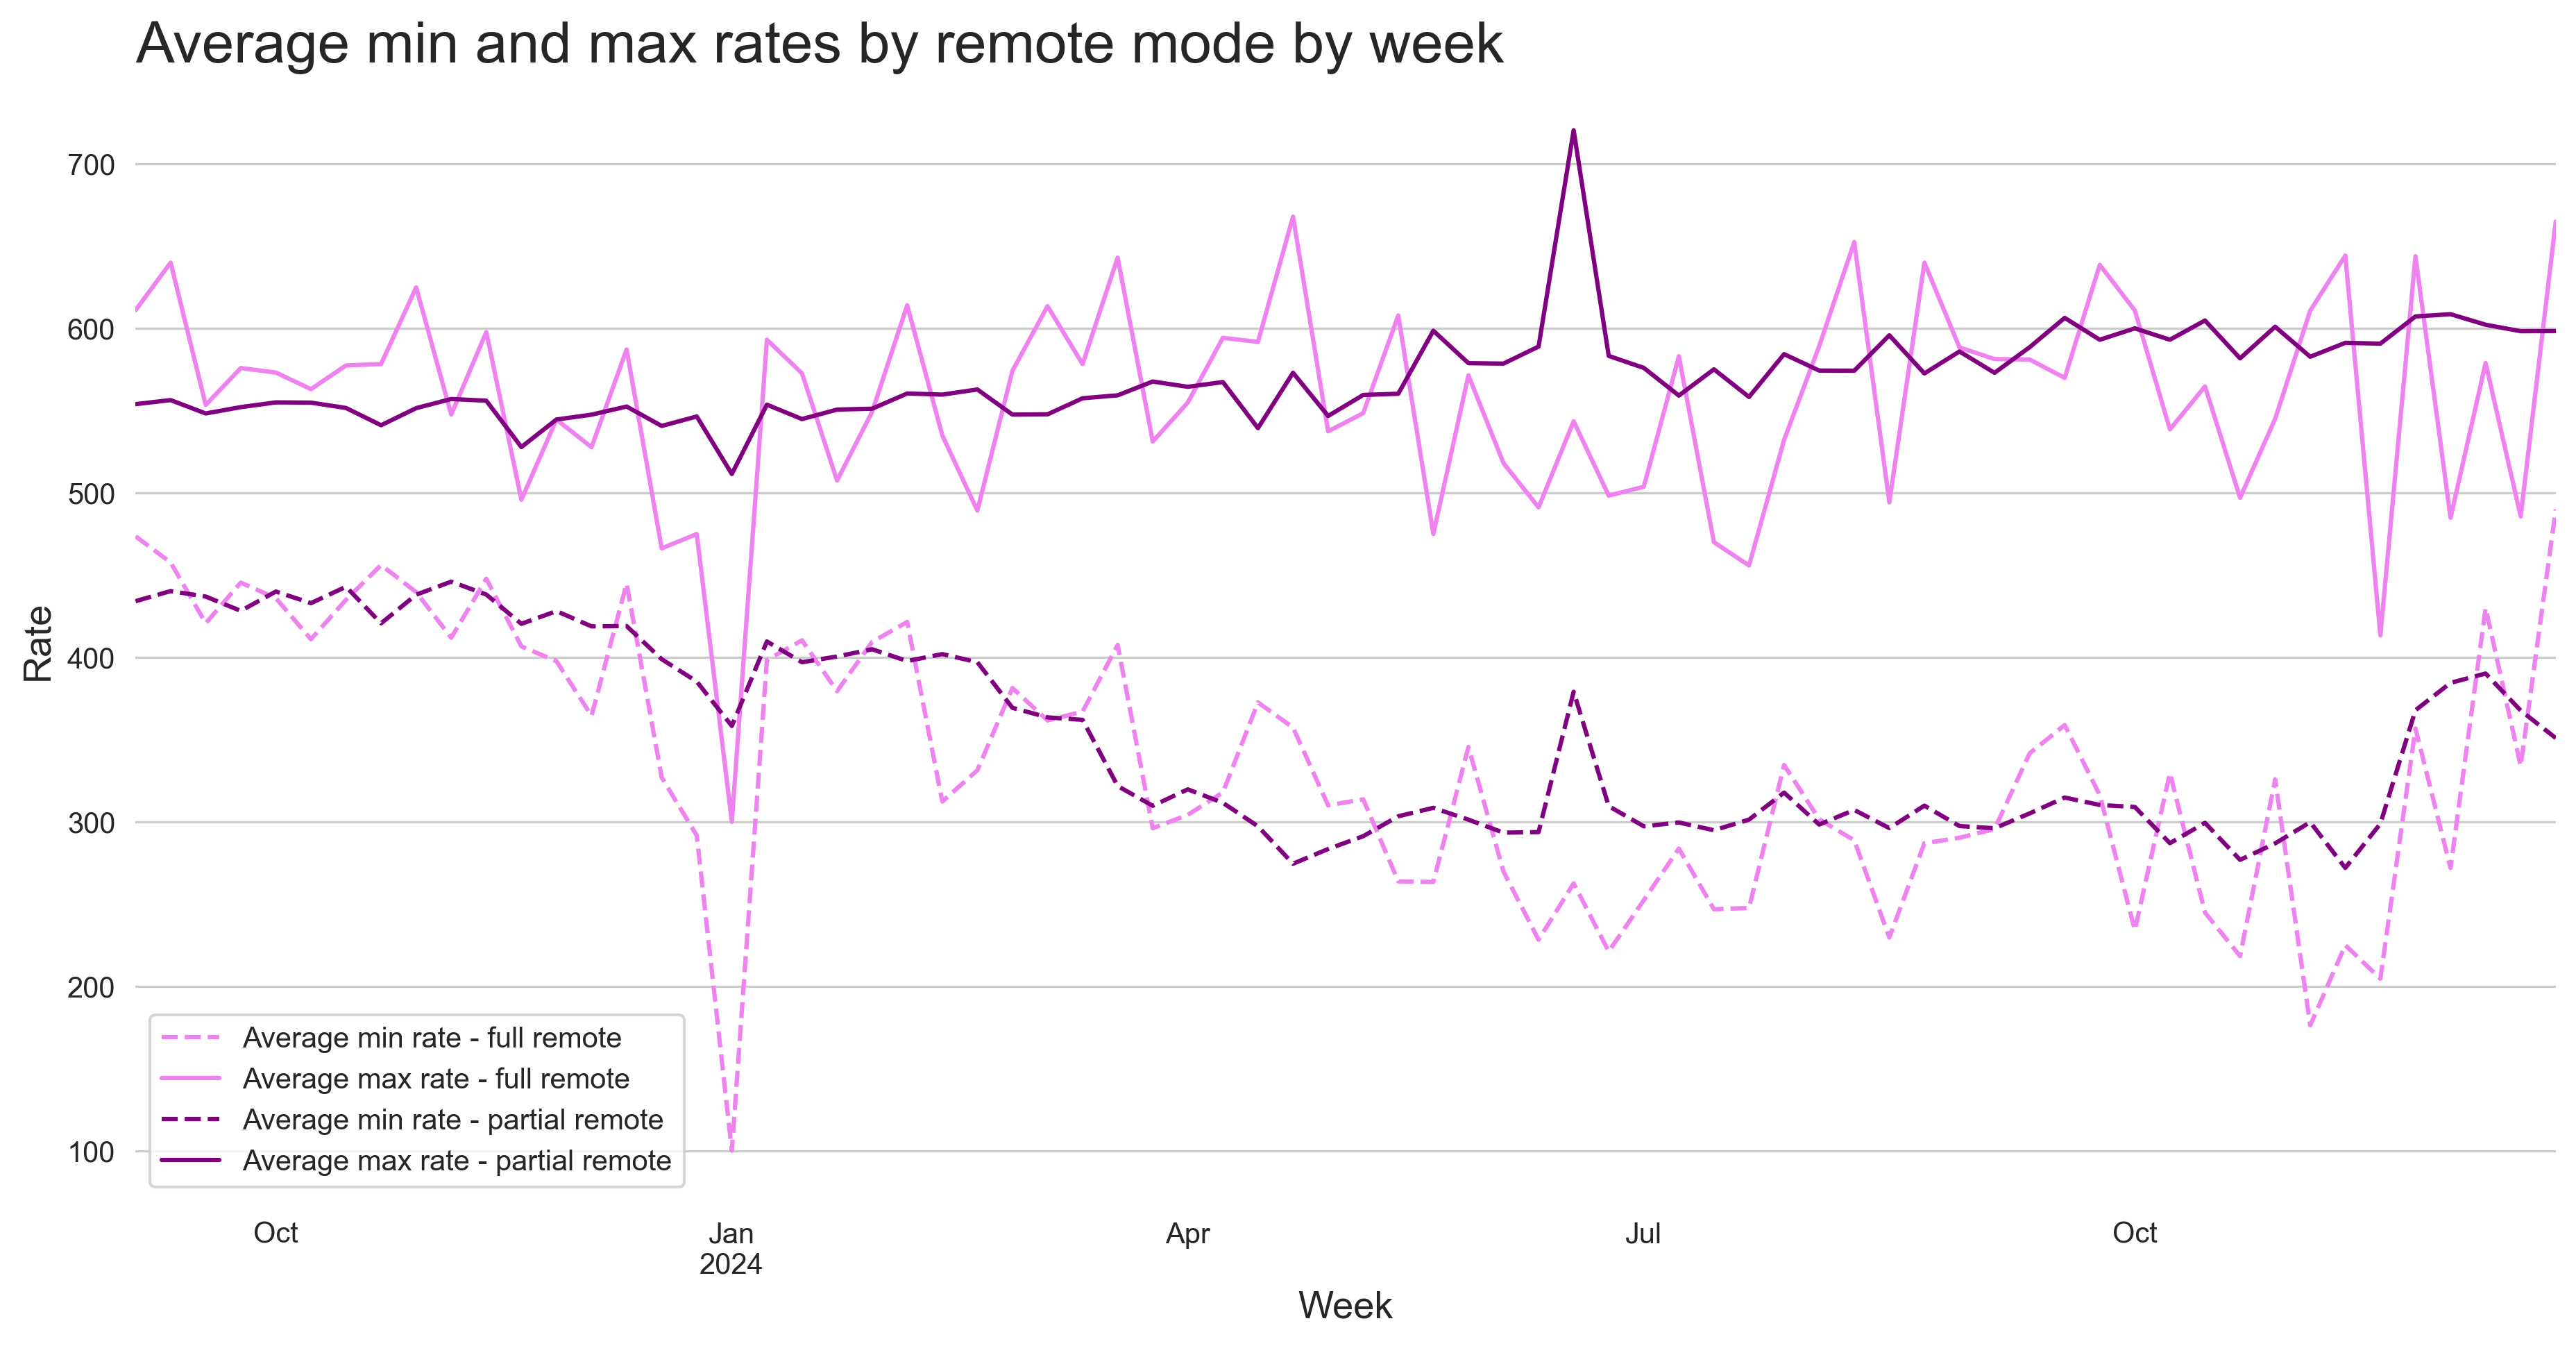 Average min and max rates by remote mode by week
700
600
500
400
300
200
100
Rate
Average min rate - full remote
Average max rate - full remote
Average min rate - partial remote
Average max rate - partial remote
Oct
Jan
2024
Apr
Jul
Oct
Week